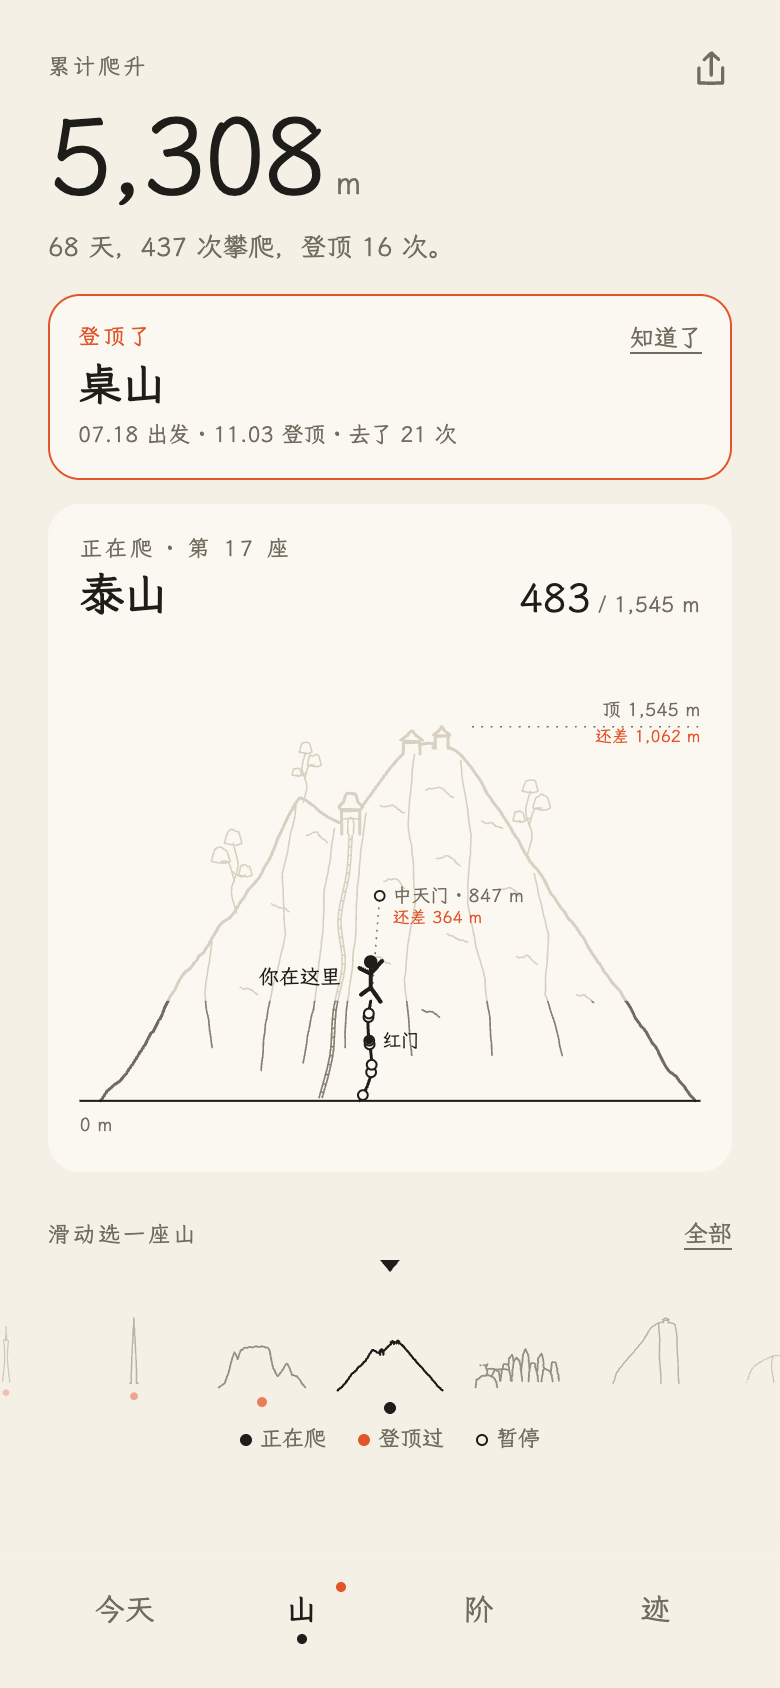 累计爬升
5,308 m
68 天，437 次攀爬，登顶 16 次。
登顶了
知道了
桌山
07.18 出发・11.03 登顶・去了 21 次
正在爬 · 第 17 座
泰山
483 / 1,545 m
顶 1,545 m
还差 1,062 m
中天门・847 m
还差 364 m
你在这里
红门
0 m
滑动选一座山
全部
正在爬 登顶过 暂停
今天 山 阶 迹